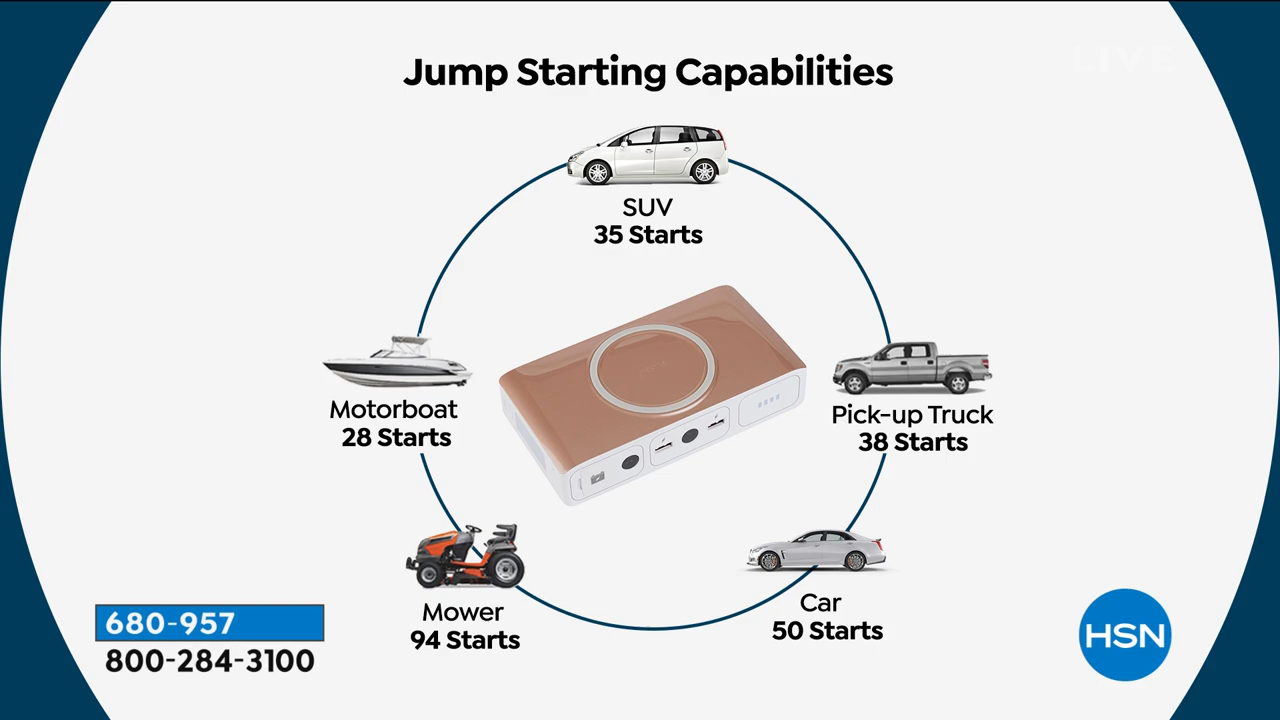 LIVE
Jump Starting Capabilities
SUV
35 Starts
Motorboat
28 Starts
Pick-up Truck
38 Starts
Mower
94 Starts
Car
50 Starts
680-957
800-284-3100
HSN